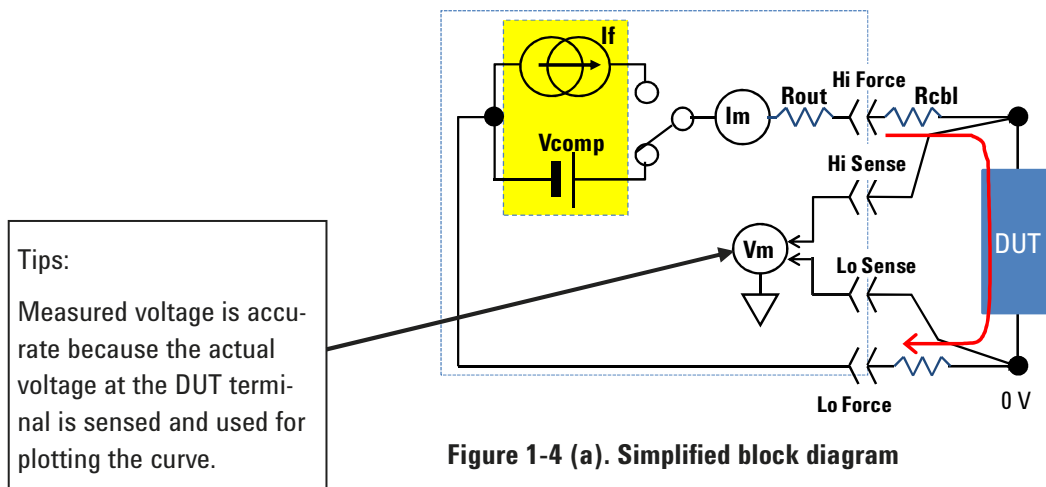 If
Hi Force
Rout
Rcbl
Im
Vcomp
Hi Sense
Vm
Lo Sense
DUT
Lo Force
0 V
Tips:
Measured voltage is accu-
rate because the actual
voltage at the DUT termi-
nal is sensed and used for
plotting the curve.
Figure 1-4 (a). Simplified block diagram